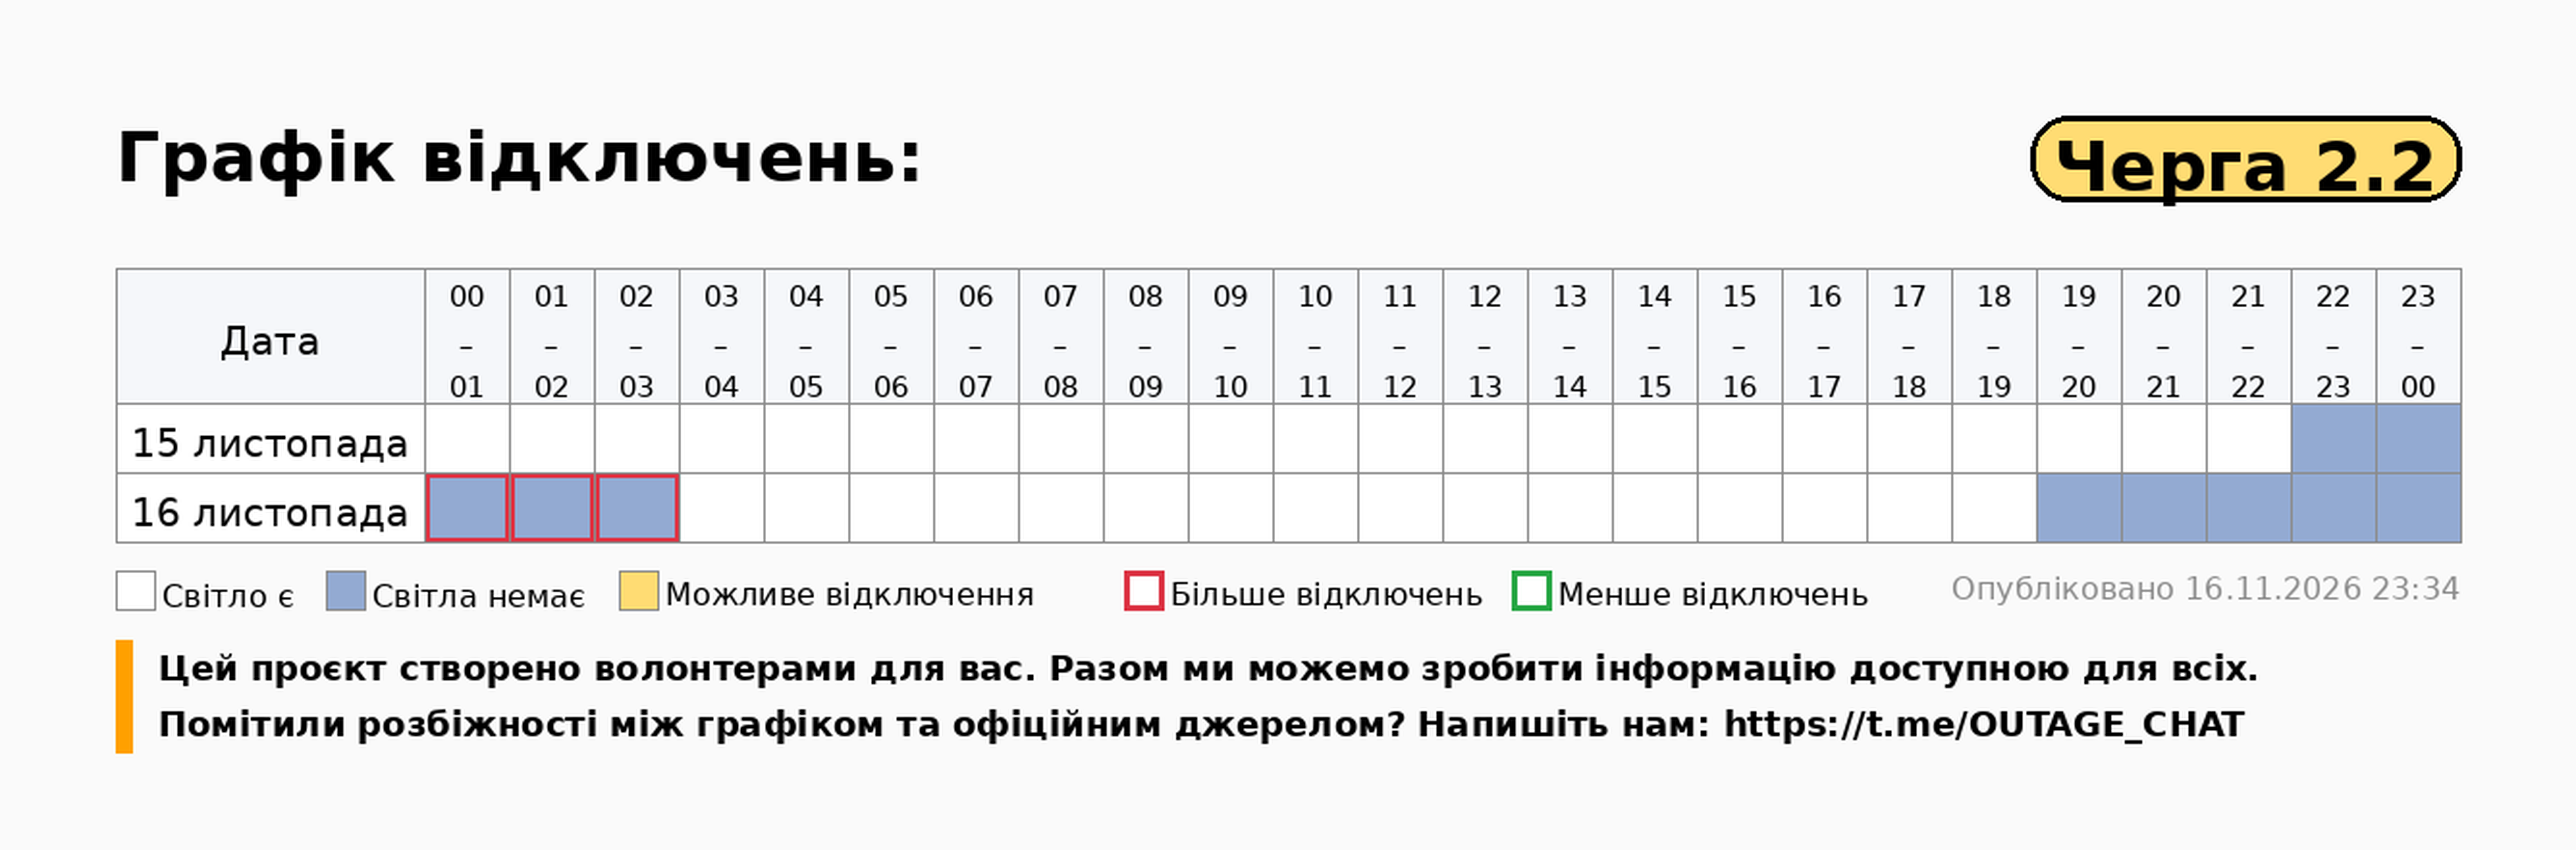 Графік відключень:
Черга 2.2
Дата 00 – 01 01 – 02 02 – 03 03 – 04 04 – 05 05 – 06 06 – 07 07 – 08 08 – 09 09 – 10 10 – 11 11 – 12 12 – 13 13 – 14 14 – 15 15 – 16 16 – 17 17 – 18 18 – 19 19 – 20 20 – 21 21 – 22 22 – 23 23 – 00
15 листопада
16 листопада
Світло є Світла немає Можливе відключення Більше відключень Менше відключень Опубліковано 16.11.2026 23:34
Цей проєкт створено волонтерами для вас. Разом ми можемо зробити інформацію доступною для всіх.
Помітили розбіжності між графіком та офіційним джерелом? Напишіть нам: https://t.me/OUTAGE_CHAT